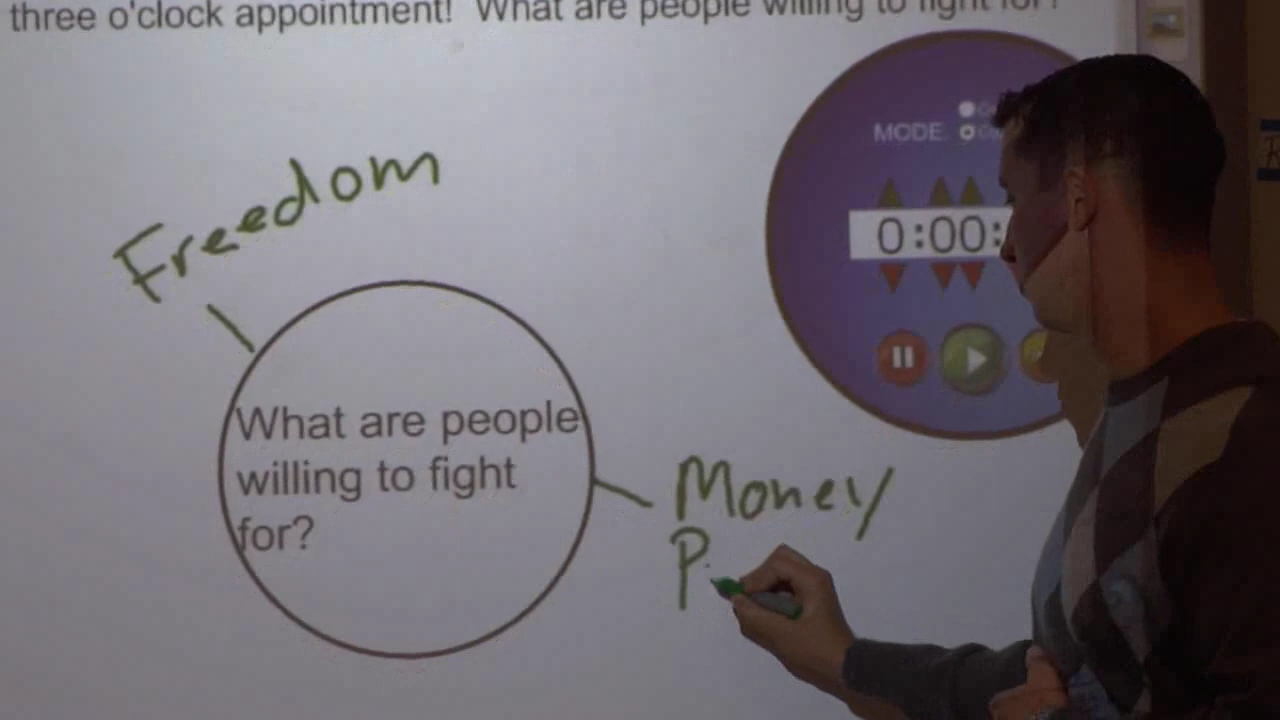 three o'clock appointment! What are people willing to fight for?
Freedom
MODE
0:00:
What are people
willing to fight
for?
Money
P